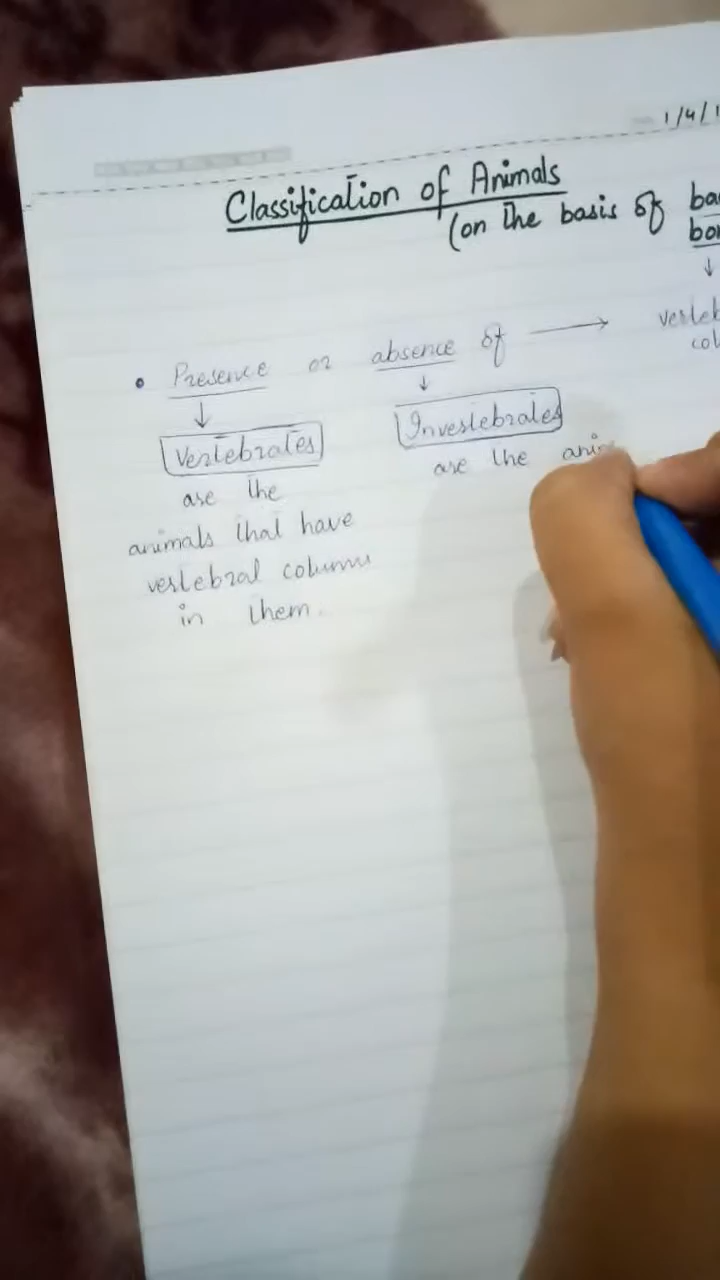 1/4/1
Classification of Animals
(on the basis of
Presence or absence of → 
↓ ↓
Vertebrates Invertebrates
are the are the
animals that have
vertebral column
in them.